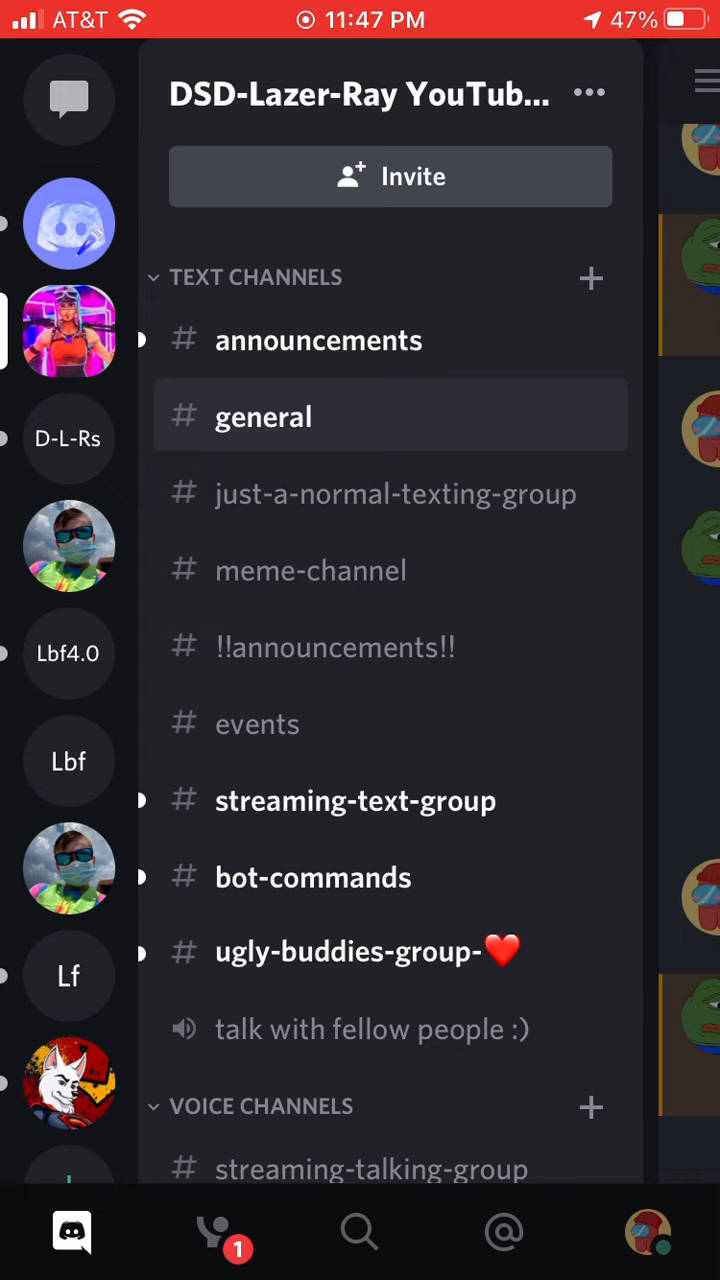 AT&T 11:47 PM 47%
DSD-Lazer-Ray YouTub...
Invite
TEXT CHANNELS
# announcements
# general
D-L-Rs
# just-a-normal-texting-group
# meme-channel
# !!announcements!!
Lbf4.0
# events
Lbf
# streaming-text-group
# bot-commands
# ugly-buddies-group-❤️
Lf
talk with fellow people :)
VOICE CHANNELS
# streaming-talking-group
1